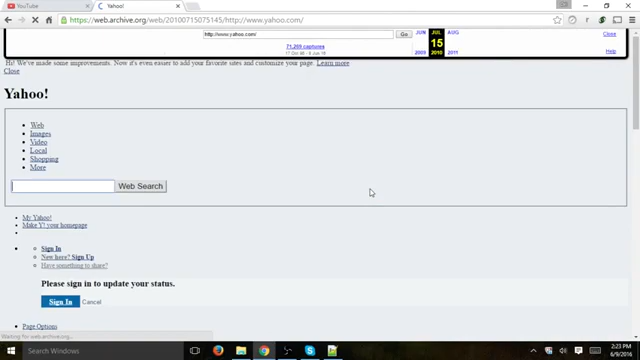 YouTube
Yahoo!
https://web.archive.org/web/20100715075145/http://www.yahoo.com/
http://www.yahoo.com/
Go
JUN
JUL
AUG
Close
71,269 captures
15
2009
2010
2011
Help
Hi! We've made some improvements. Now it's even easier to add your favorite sites and customize your page. Learn more
Close
Yahoo!
Web
Images
Video
Local
Shopping
More
Web Search
My Yahoo!
Make Y! your homepage
Sign In
New here? Sign Up
Have something to share?
Please sign in to update your status.
Sign In
Cancel
Page Options
Waiting for web.archive.org...
Search Windows
2:23 PM
6/9/2016